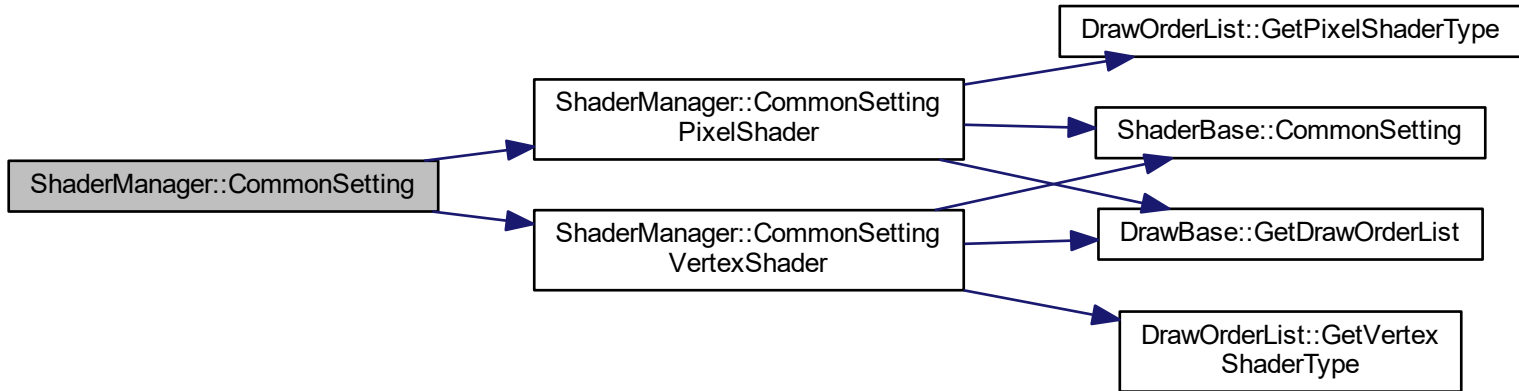 DrawOrderList::GetPixelShaderType
ShaderManager::CommonSetting
PixelShader
ShaderBase::CommonSetting
ShaderManager::CommonSetting
ShaderManager::CommonSetting
VertexShader
DrawBase::GetDrawOrderList
DrawOrderList::GetVertex
ShaderType